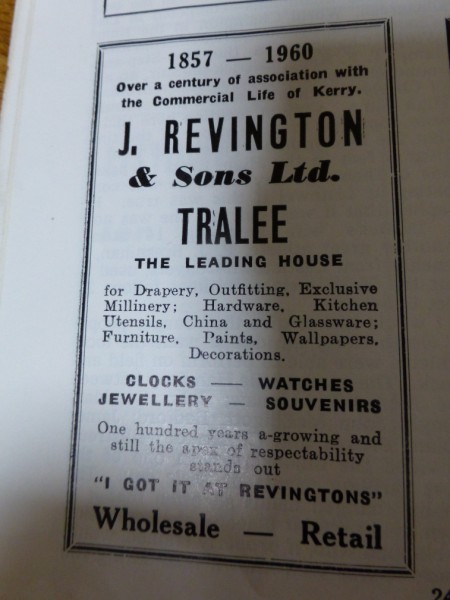 1857 — 1960
Over a century of association with
the Commercial Life of Kerry.
J. REVINGTON
& Sons Ltd.
TRALEE
THE LEADING HOUSE
for Drapery, Outfitting, Exclusive
Millinery; Hardware, Kitchen
Utensils, China and Glassware;
Furniture, Paints, Wallpapers,
Decorations.
CLOCKS — WATCHES
JEWELLERY — SOUVENIRS
One hundred years a-growing and
still the apex of respectability
stands out
"I GOT IT AT REVINGTONS"
Wholesale — Retail